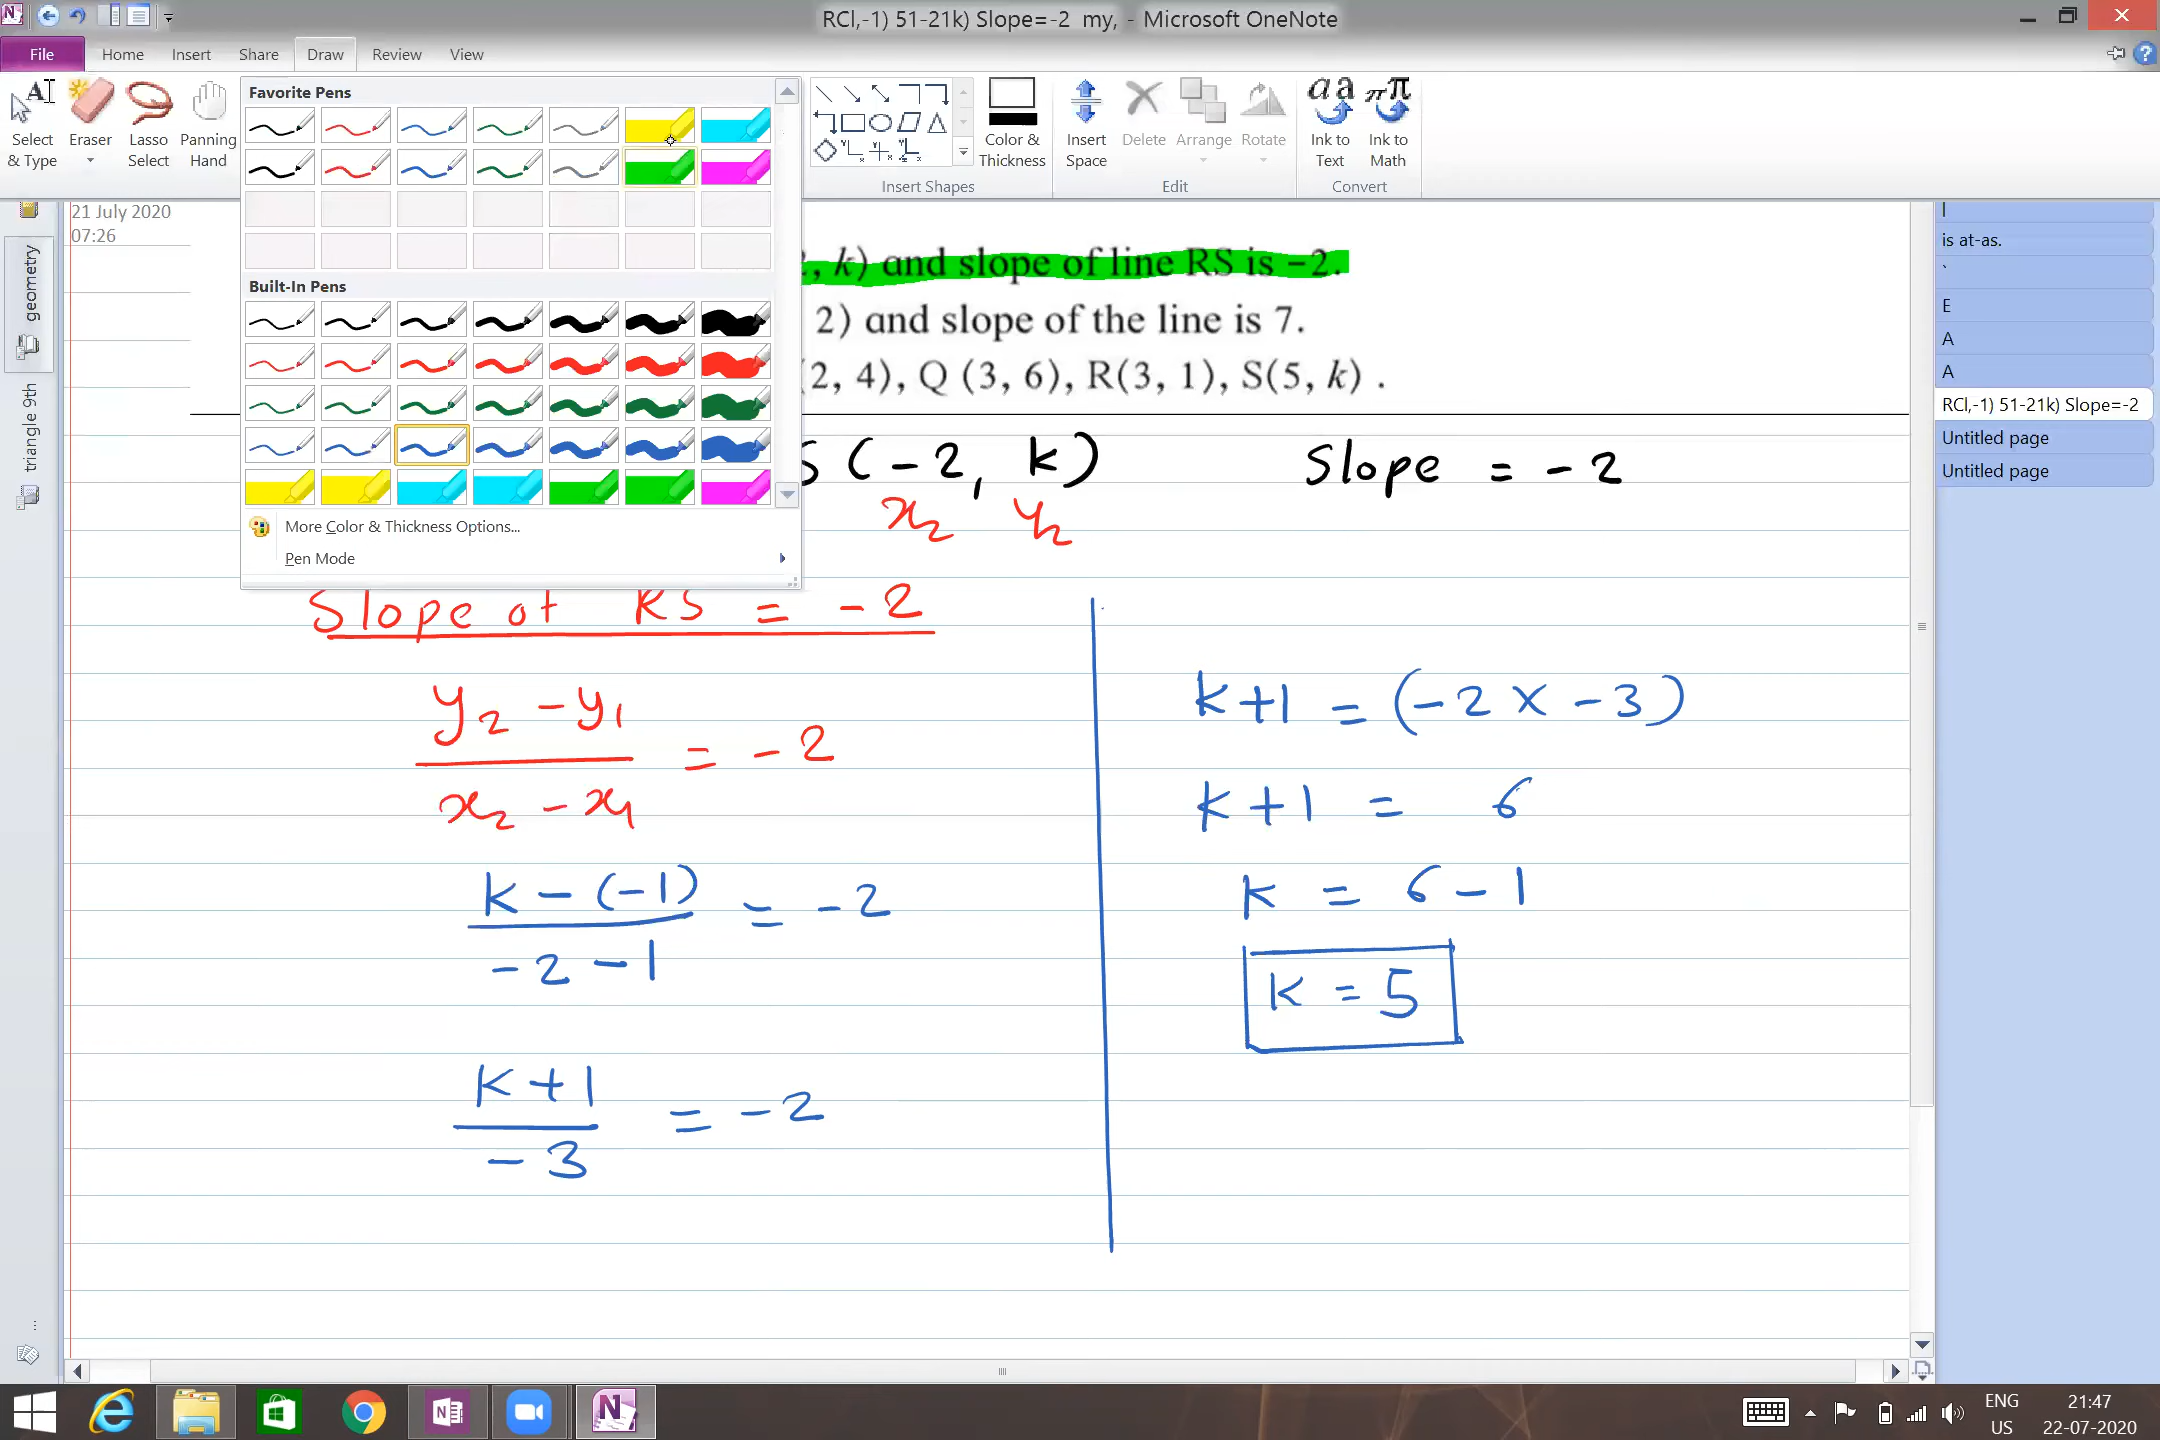 RCl,-1) 51-21k) Slope=-2 my, - Microsoft OneNote
File Home Insert Share Draw Review View
Select & Type
Eraser
Lasso Select
Panning Hand
Favorite Pens
Built-In Pens
More Color & Thickness Options...
Pen Mode
Color & Thickness
Insert Shapes
Insert Space
Delete
Arrange
Rotate
Edit
Ink to Text
Ink to Math
Convert
geometry
triangle 9th
21 July 2020
07:26
, k) and slope of line RS is −2.
2) and slope of the line is 7.
(2, 4), Q (3, 6), R(3, 1), S(5, k) .
S (-2, k) Slope = -2
x2 y2
Slope of RS = -2
y2 - y1 / x2 - x1 = -2
k - (-1) / -2 - 1 = -2
k + 1 / -3 = -2
k+1 = (-2 x -3)
k + 1 = 6
k = 6 - 1
k = 5
is at-as.
`
E
A
A
RCl,-1) 51-21k) Slope=-2
Untitled page
Untitled page
ENG
US
21:47
22-07-2020